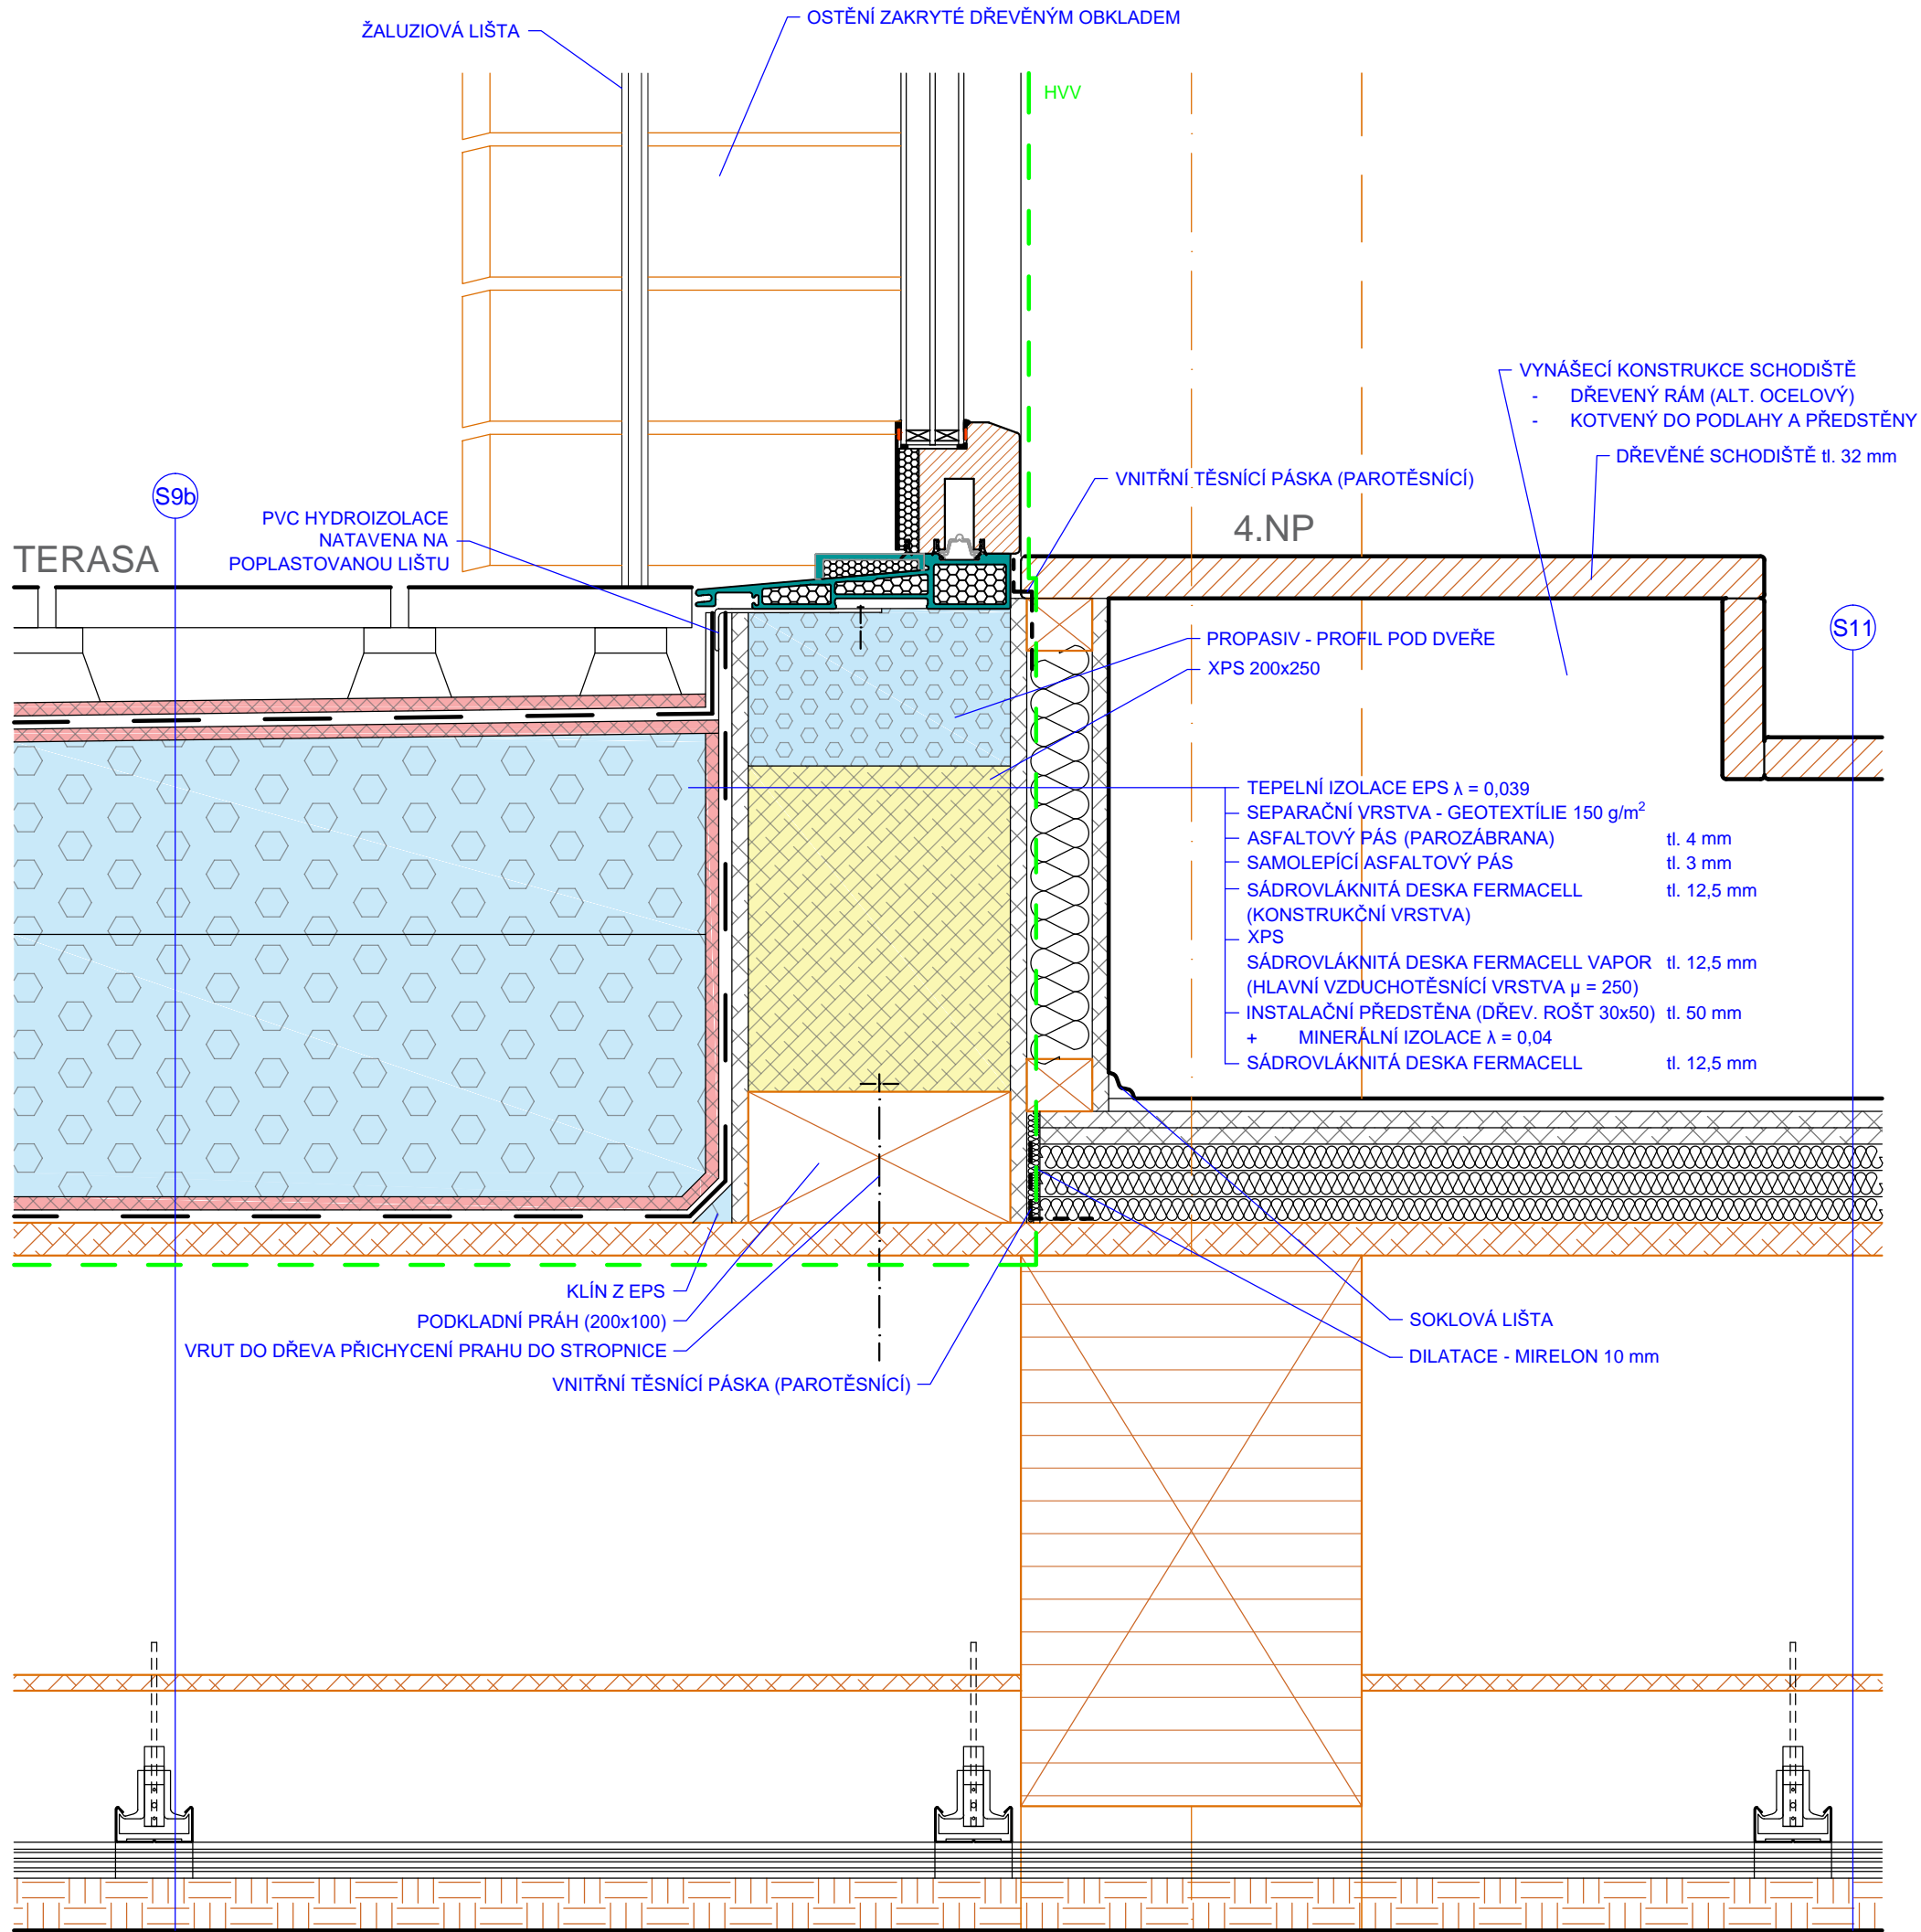 OSTĚNÍ ZAKRYTÉ DŘEVĚNÝM OBKLADEM
ŽALUZIOVÁ LIŠTA
HVV
VYNÁŠECÍ KONSTRUKCE SCHODIŠTĚ
- DŘEVENÝ RÁM (ALT. OCELOVÝ)
- KOTVENÝ DO PODLAHY A PŘEDSTĚNY
DŘEVĚNÉ SCHODIŠTĚ tl. 32 mm
VNITŘNÍ TĚSNÍCÍ PÁSKA (PAROTĚSNÍCÍ)
S9b
PVC HYDROIZOLACE
NATAVENA NA
POPLASTOVANOU LIŠTU
4.NP
TERASA
S11
PROPASIV - PROFIL POD DVEŘE
XPS 200x250
TEPELNÍ IZOLACE EPS λ = 0,039
SEPARAČNÍ VRSTVA - GEOTEXTÍLIE 150 g/m²
ASFALTOVÝ PÁS (PAROZÁBRANA) tl. 4 mm
SAMOLEPÍCÍ ASFALTOVÝ PÁS tl. 3 mm
SÁDROVLÁKNITÁ DESKA FERMACELL tl. 12,5 mm
(KONSTRUKČNÍ VRSTVA)
XPS
SÁDROVLÁKNITÁ DESKA FERMACELL VAPOR tl. 12,5 mm
(HLAVNÍ VZDUCHOTĚSNÍCÍ VRSTVA μ = 250)
INSTALAČNÍ PŘEDSTĚNA (DŘEV. ROŠT 30x50) tl. 50 mm
+ MINERÁLNÍ IZOLACE λ = 0,04
SÁDROVLÁKNITÁ DESKA FERMACELL tl. 12,5 mm
KLÍN Z EPS
PODKLADNÍ PRÁH (200x100)
VRUT DO DŘEVA PŘICHYCENÍ PRAHU DO STROPNICE
VNITŘNÍ TĚSNÍCÍ PÁSKA (PAROTĚSNÍCÍ)
SOKLOVÁ LIŠTA
DILATACE - MIRELON 10 mm